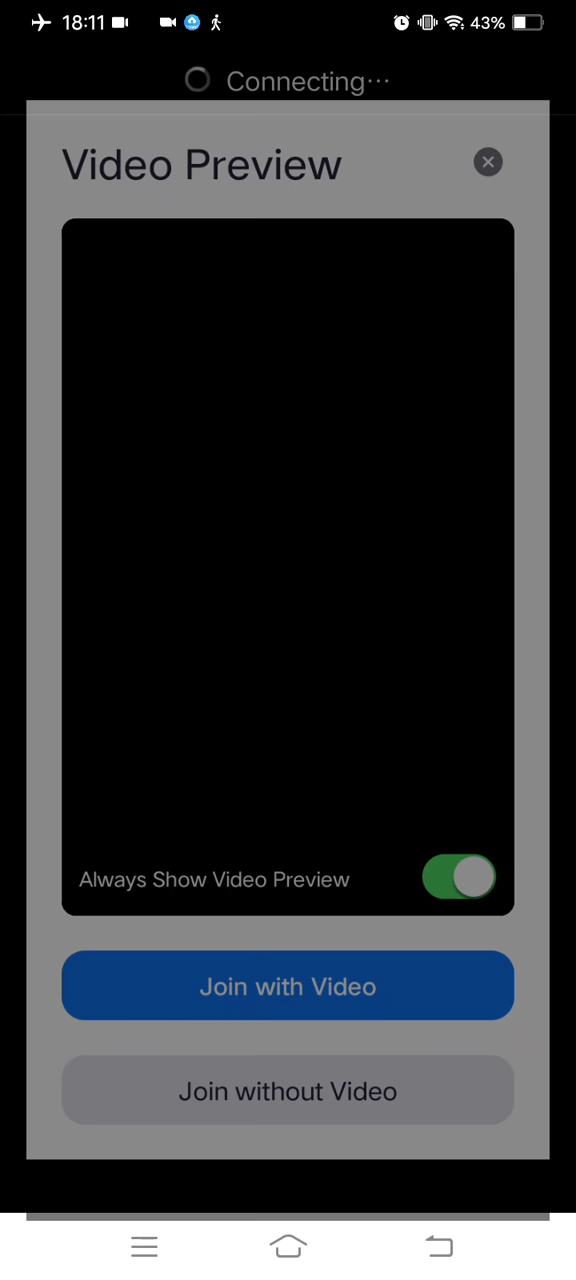 18:11
43%
Connecting···
Video Preview
Always Show Video Preview
Join with Video
Join without Video